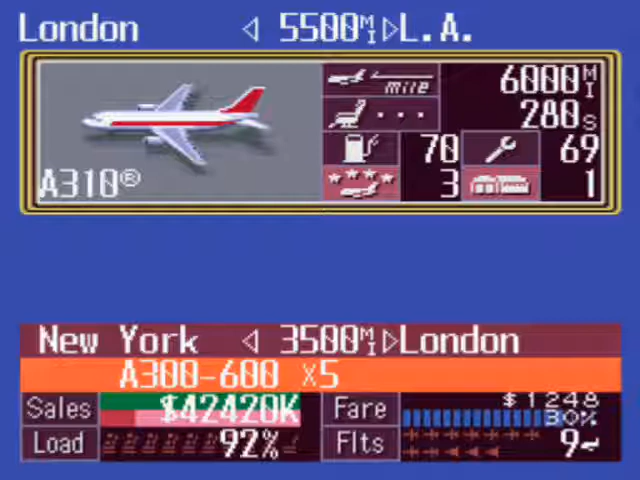 London ◁ 5500MI▷L.A.
mile 6000MI
280s
70 69
A310® 3 1
New York ◁ 3500MI▷London
A300-600 X5
Sales $42420K Fare $1248
30%
Load 92% Flts 9